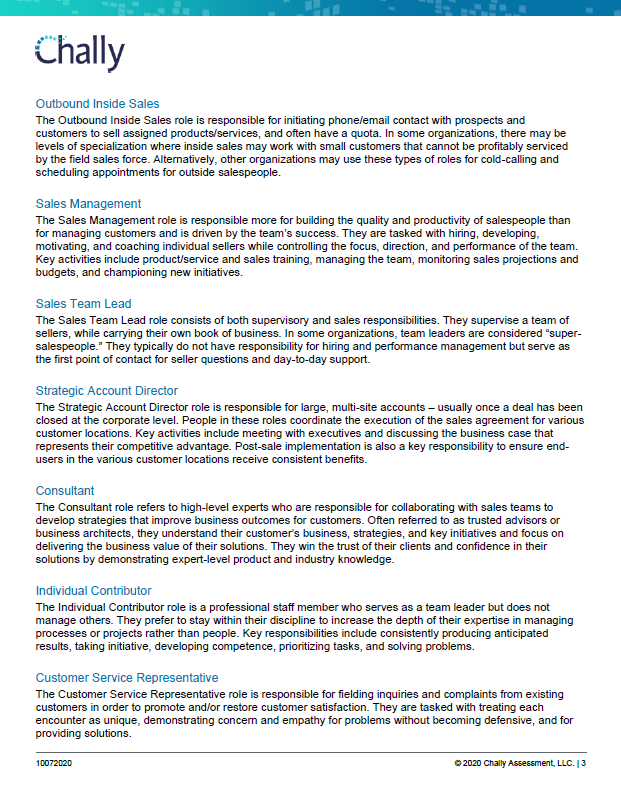 Chally
Outbound Inside Sales
The Outbound Inside Sales role is responsible for initiating phone/email contact with prospects and
customers to sell assigned products/services, and often have a quota. In some organizations, there may be
levels of specialization where inside sales may work with small customers that cannot be profitably serviced
by the field sales force. Alternatively, other organizations may use these types of roles for cold-calling and
scheduling appointments for outside salespeople.
Sales Management
The Sales Management role is responsible more for building the quality and productivity of salespeople than
for managing customers and is driven by the team's success. They are tasked with hiring, developing,
motivating, and coaching individual sellers while controlling the focus, direction, and performance of the team.
Key activities include product/service and sales training, managing the team, monitoring sales projections and
budgets, and championing new initiatives.
Sales Team Lead
The Sales Team Lead role consists of both supervisory and sales responsibilities. They supervise a team of
sellers, while carrying their own book of business. In some organizations, team leaders are considered “super-
salespeople.” They typically do not have responsibility for hiring and performance management but serve as
the first point of contact for seller questions and day-to-day support.
Strategic Account Director
The Strategic Account Director role is responsible for large, multi-site accounts – usually once a deal has been
closed at the corporate level. People in these roles coordinate the execution of the sales agreement for various
customer locations. Key activities include meeting with executives and discussing the business case that
represents their competitive advantage. Post-sale implementation is also a key responsibility to ensure end-
users in the various customer locations receive consistent benefits.
Consultant
The Consultant role refers to high-level experts who are responsible for collaborating with sales teams to
develop strategies that improve business outcomes for customers. Often referred to as trusted advisors or
business architects, they understand their customer's business, strategies, and key initiatives and focus on
delivering the business value of their solutions. They win the trust of their clients and confidence in their
solutions by demonstrating expert-level product and industry knowledge.
Individual Contributor
The Individual Contributor role is a professional staff member who serves as a team leader but does not
manage others. They prefer to stay within their discipline to increase the depth of their expertise in managing
processes or projects rather than people. Key responsibilities include consistently producing anticipated
results, taking initiative, developing competence, prioritizing tasks, and solving problems.
Customer Service Representative
The Customer Service Representative role is responsible for fielding inquiries and complaints from existing
customers in order to promote and/or restore customer satisfaction. They are tasked with treating each
encounter as unique, demonstrating concern and empathy for problems without becoming defensive, and for
providing solutions.
10072020 © 2020 Chally Assessment, LLC. | 3